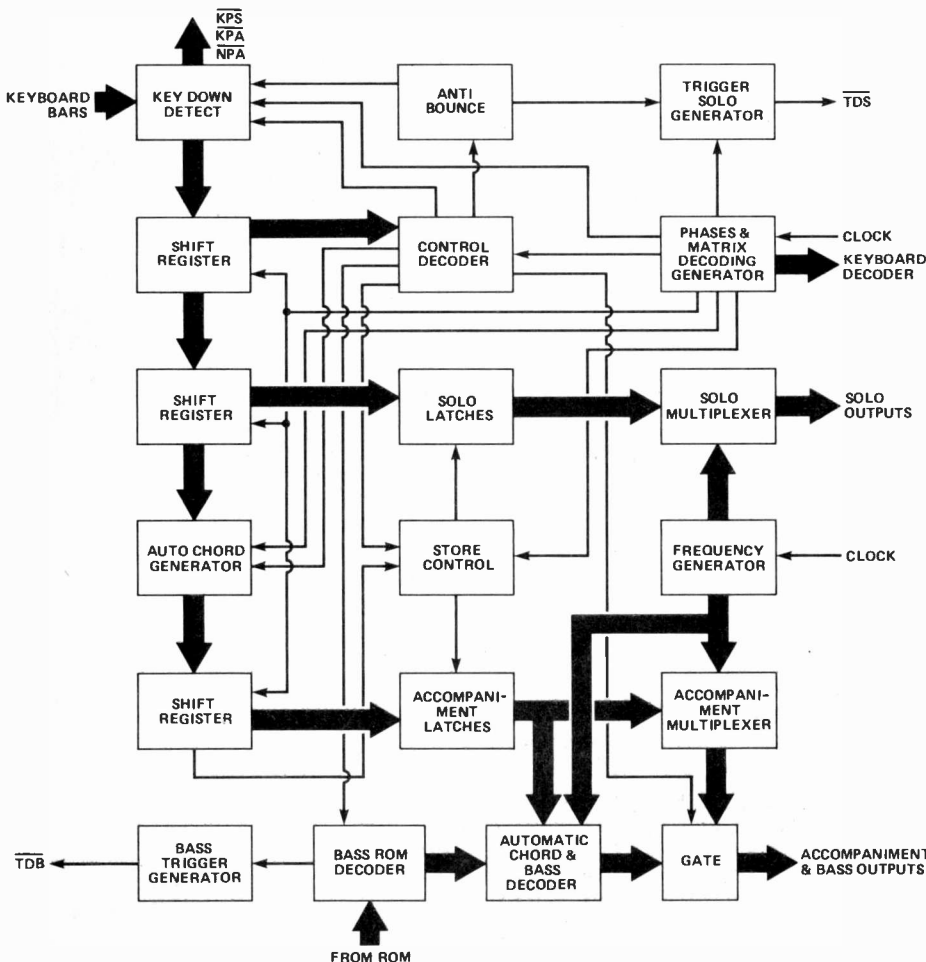 KPS
KPA
NPA
KEYBOARD
BARS
KEY DOWN
DETECT
ANTI
BOUNCE
TRIGGER
SOLO
GENERATOR
TDS
SHIFT
REGISTER
CONTROL
DECODER
PHASES &
MATRIX
DECODING
GENERATOR
CLOCK
KEYBOARD
DECODER
SHIFT
REGISTER
SOLO
LATCHES
SOLO
MULTIPLEXER
SOLO
OUTPUTS
AUTO CHORD
GENERATOR
STORE
CONTROL
FREQUENCY
GENERATOR
CLOCK
SHIFT
REGISTER
ACCOMPANI-
MENT
LATCHES
ACCOMPANI-
MENT
MULTIPLEXER
TDB
BASS
TRIGGER
GENERATOR
BASS ROM
DECODER
AUTOMATIC
CHORD &
BASS
DECODER
GATE
ACCOMPANIMENT
& BASS OUTPUTS
FROM ROM